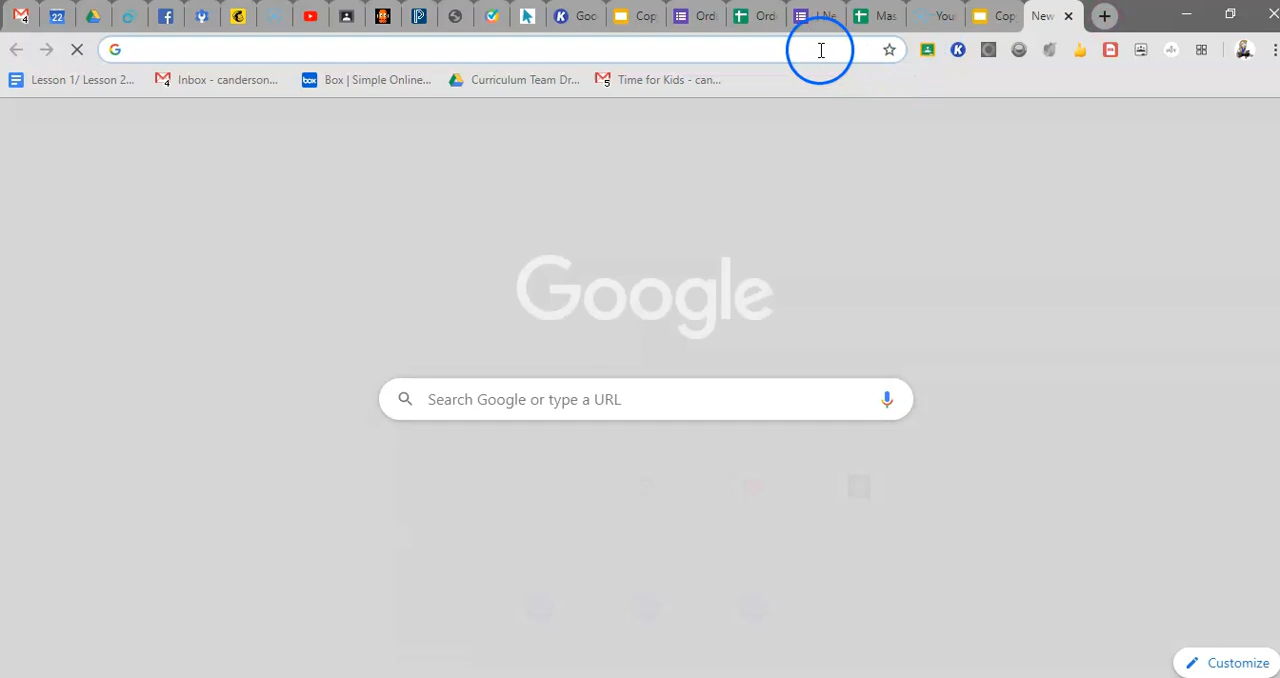 4 22 Goo Cop Ord Ord I Ne Mas You Cop New
G
Lesson 1/ Lesson 2... 4 Inbox - canderson... box Box | Simple Online... Curriculum Team Dr... 5 Time for Kids - can...
Google
Search Google or type a URL
Customize